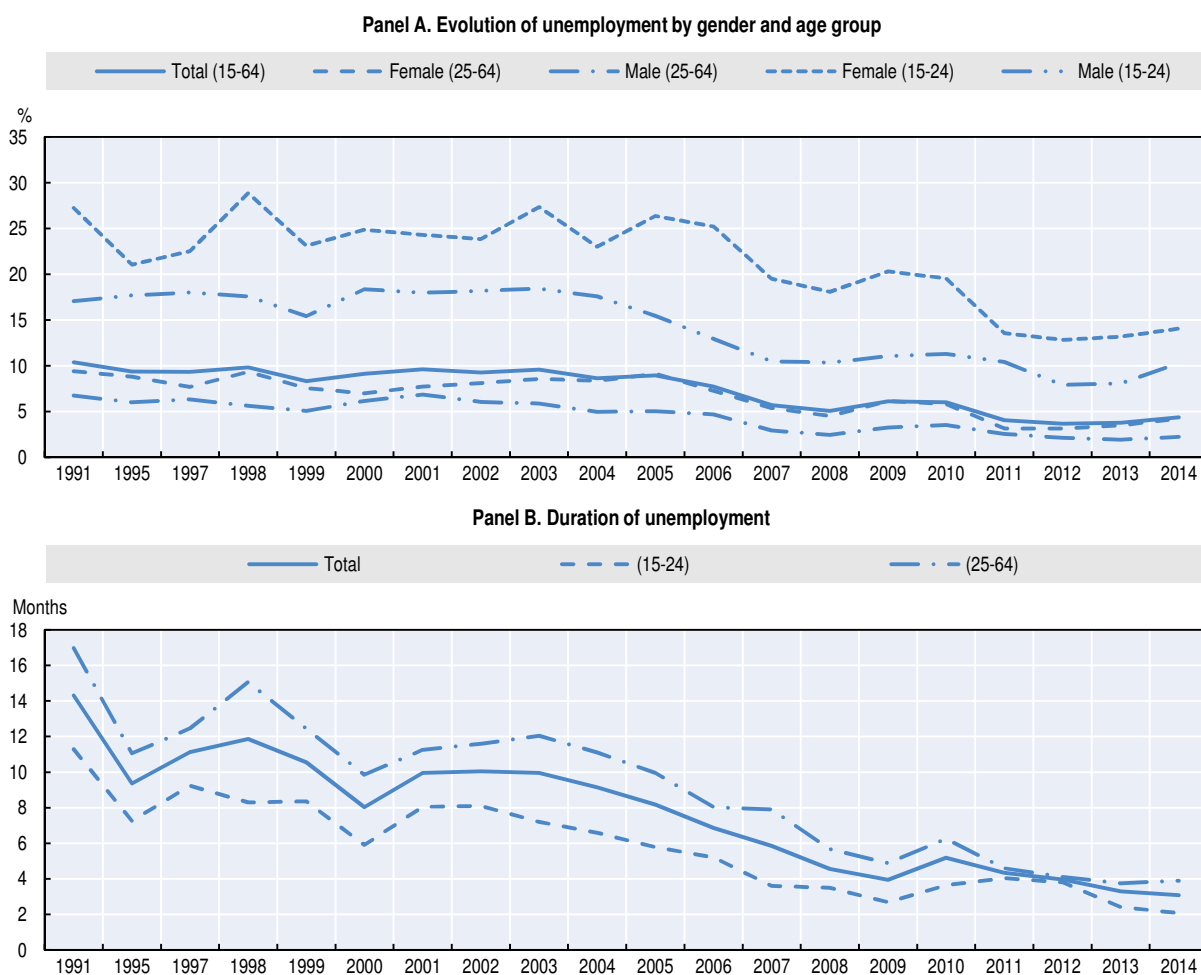 Panel A. Evolution of unemployment by gender and age group
Total (15-64) Female (25-64) Male (25-64) Female (15-24) Male (15-24)
%
35
30
25
20
15
10
5
0
1991 1995 1997 1998 1999 2000 2001 2002 2003 2004 2005 2006 2007 2008 2009 2010 2011 2012 2013 2014
Panel B. Duration of unemployment
Total (15-24) (25-64)
Months
18
16
14
12
10
8
6
4
2
0
1991 1995 1997 1998 1999 2000 2001 2002 2003 2004 2005 2006 2007 2008 2009 2010 2011 2012 2013 2014